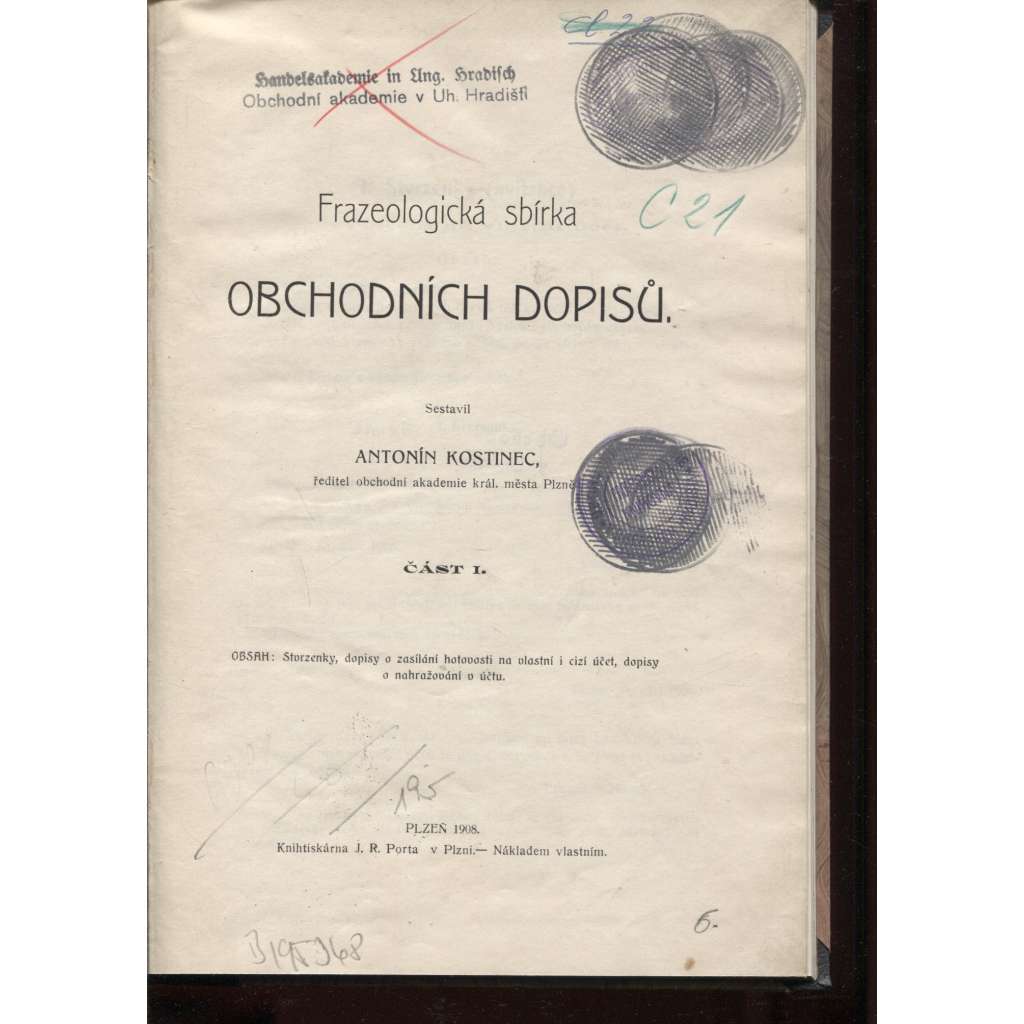 Handelsakademie in Ung. Hradisch
Obchodní akademie v Uh. Hradišti
Frazeologická sbírka
C 21
OBCHODNÍCH DOPISŮ.
Sestavil
ANTONÍN KOSTINEC,
ředitel obchodní akademie král. města Plzně
ČÁST I.
OBSAH: Stvrzenky, dopisy o zasílání hotovosti na vlastní i cizí účet, dopisy
o nahražování v účtu.
195
PLZEŇ 1908.
Knihtiskárna J. R. Porta v Plzni.— Nákladem vlastním.
6.